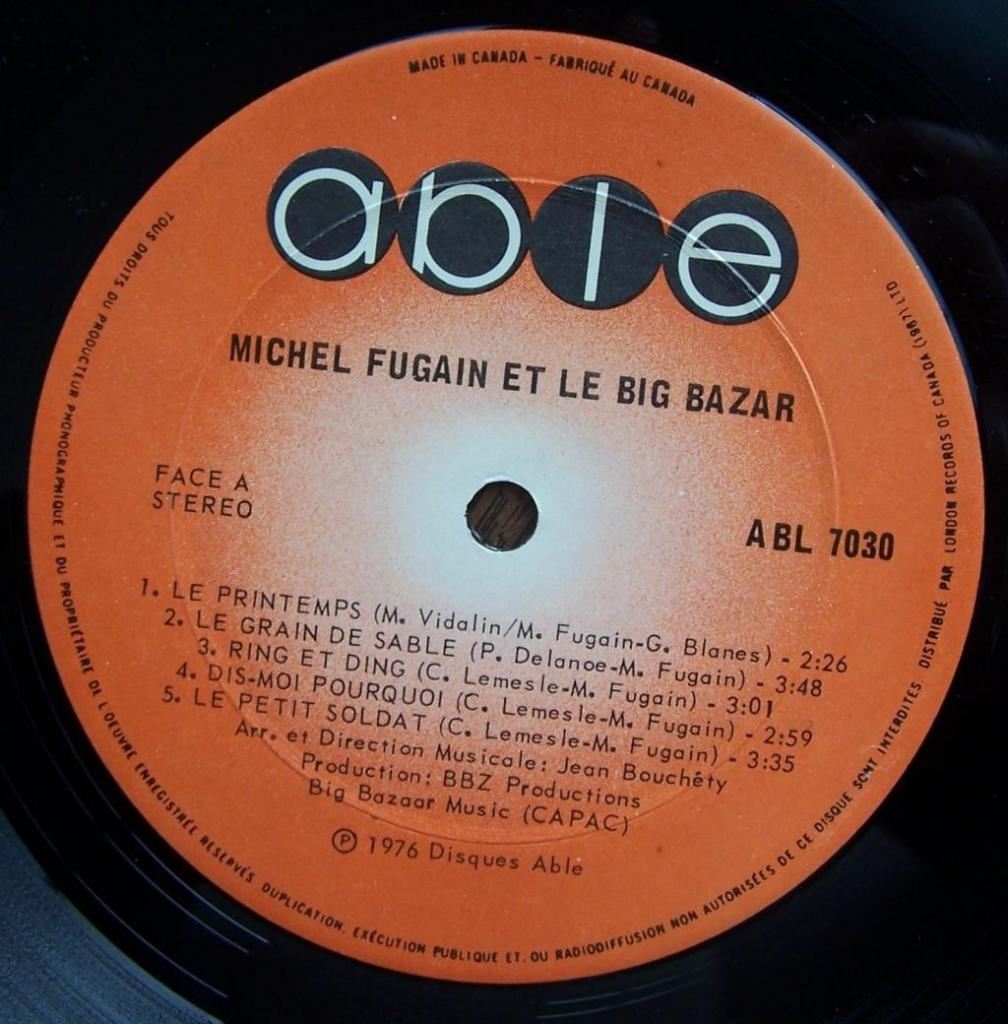 MADE IN CANADA - FABRIQUÉ AU CANADA
able
MICHEL FUGAIN ET LE BIG BAZAR
FACE A
STEREO
ABL 7030
1. LE PRINTEMPS (M. Vidalin/M. Fugain-G. Blanes) - 2:26
2. LE GRAIN DE SABLE (P. Delanoe-M. Fugain) - 3:48
3. RING ET DING (C. Lemesle-M. Fugain) - 3:01
4. DIS-MOI POURQUOI (C. Lemesle-M. Fugain) - 2:59
5. LE PETIT SOLDAT (C. Lemesle-M. Fugain) - 3:35
Arr. et Direction Musicale: Jean Bouchéty
Production: BBZ Productions
Big Bazaar Music (CAPAC)
℗ 1976 Disques Able
TOUS DROITS DU PRODUCTEUR PHONOGRAPHIQUE ET DU PROPRIÉTAIRE DE L'OEUVRE ENREGISTRÉE RESERVÉS DUPLICATION, EXÉCUTION PUBLIQUE ET, OU RADIODIFFUSION NON AUTORISÉES DE CE DISQUE SONT INTERDITES. DISTRIBUÉ PAR LONDON RECORDS OF CANADA (1967) LTD